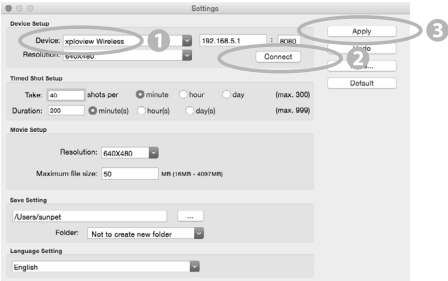 Settings
Device Setup
Device: xploview Wireless 192.168.5.1 : 8080
Resolution: 640X480 Connect
Timed Shot Setup
Take: 40 shots per minute hour day (max. 300)
Duration: 200 minute(s) hour(s) day(s) (max. 999)
Movie Setup
Resolution: 640X480
Maximum file size: 50 MB (16MB - 4097MB)
Save Setting
/Users/sunpet ...
Folder: Not to create new folder
Language Setting
English
Apply
Default
1
2
3